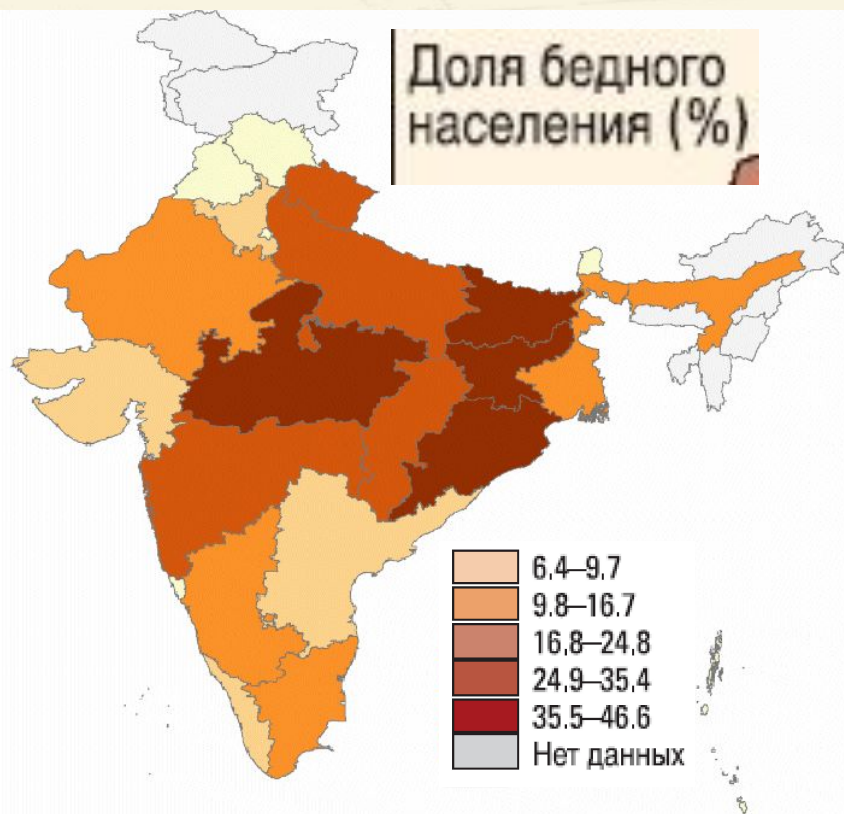 Доля бедного
населения (%)
6,4–9,7
9,8–16,7
16,8–24,8
24,9–35,4
35,5–46,6
Нет данных